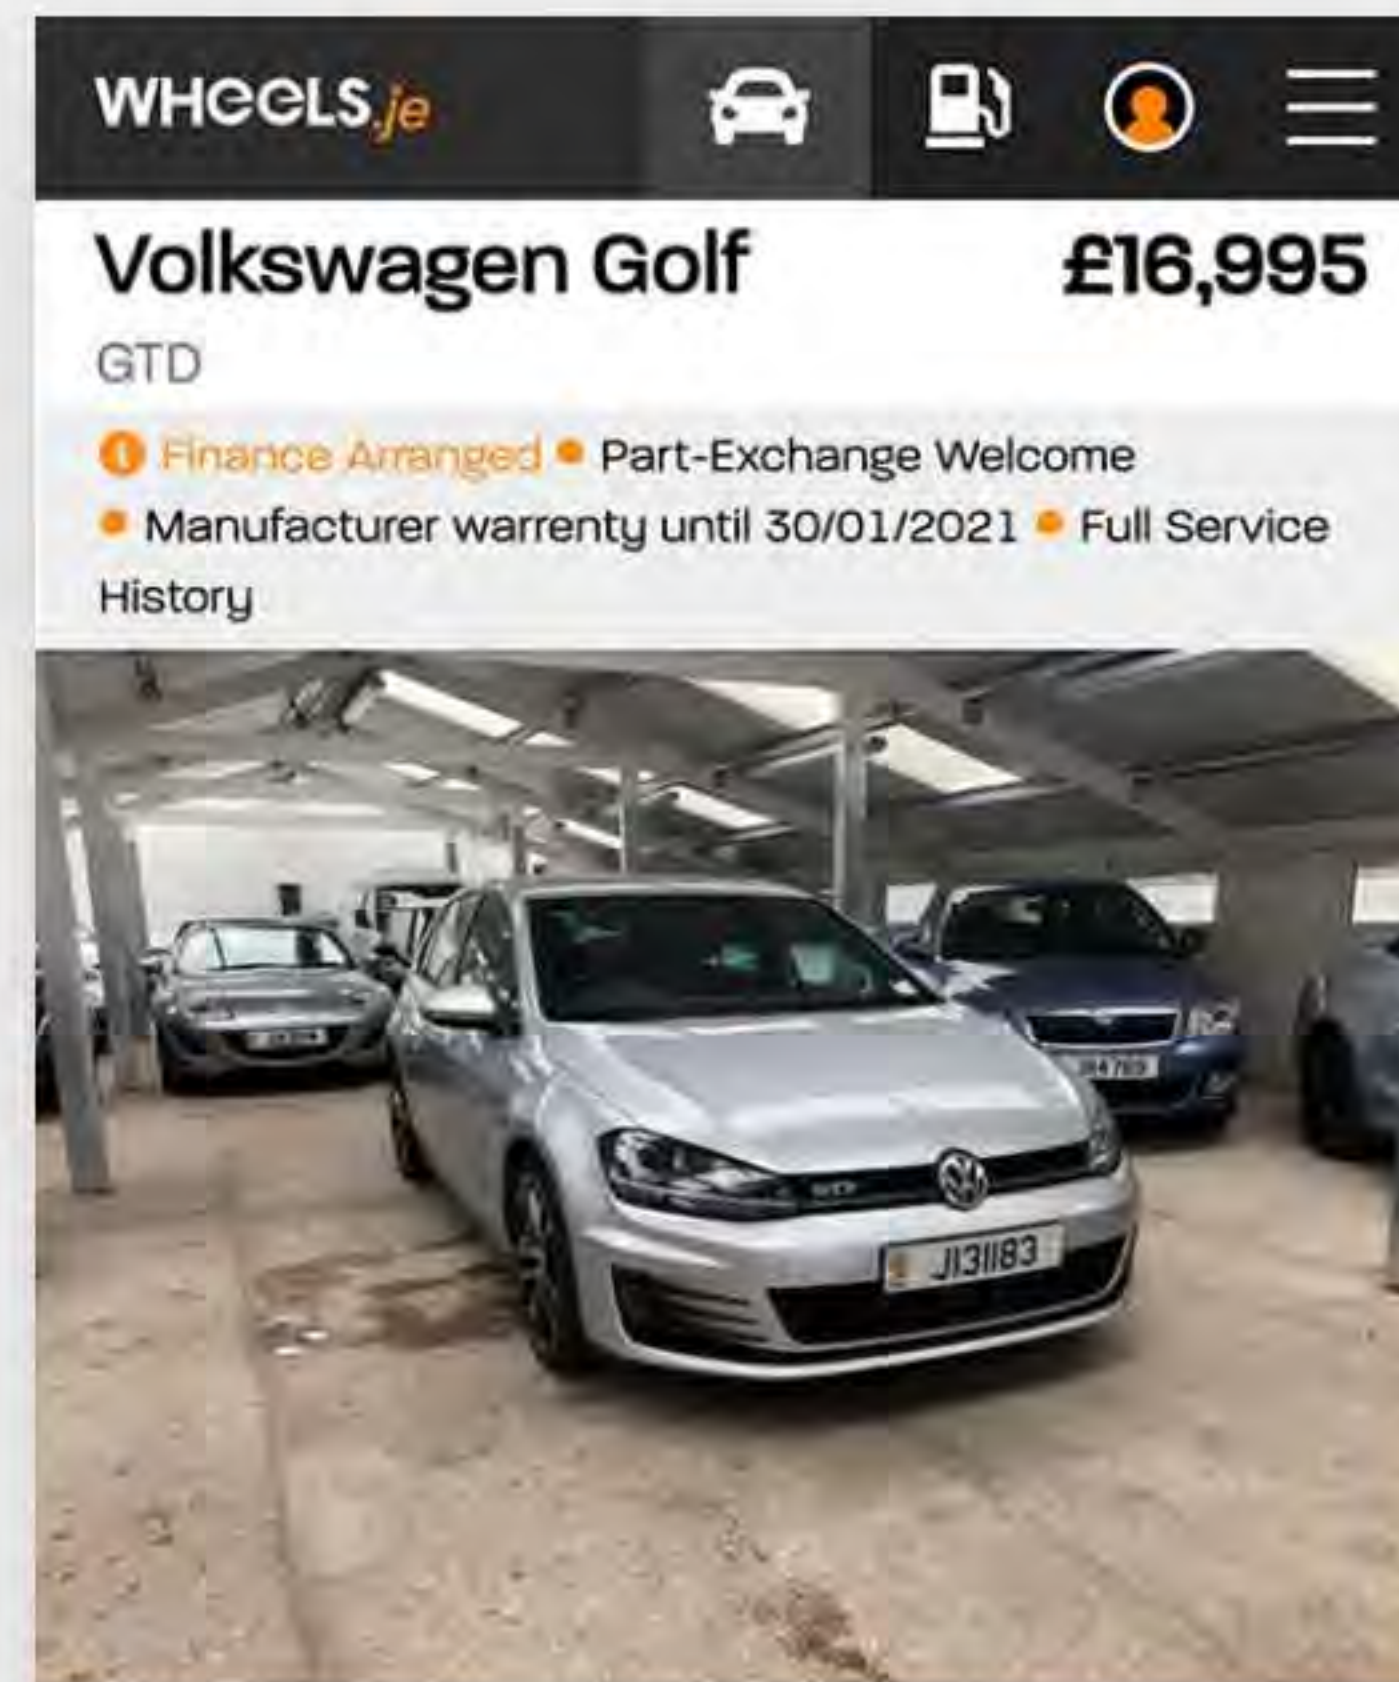 WHEELS.je
Volkswagen Golf £16,995
GTD
Finance Arranged Part-Exchange Welcome
Manufacturer warrenty until 30/01/2021 Full Service
History
GTD
J131183